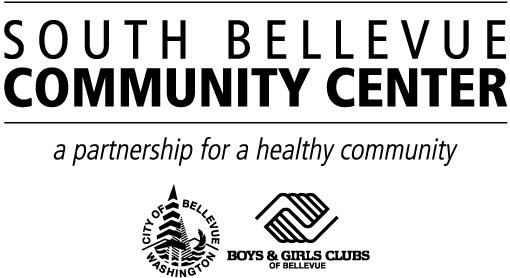 SOUTH BELLEVUE
COMMUNITY CENTER
a partnership for a healthy community
CITY OF BELLEVUE
WASHINGTON
BOYS & GIRLS CLUBS
OF BELLEVUE